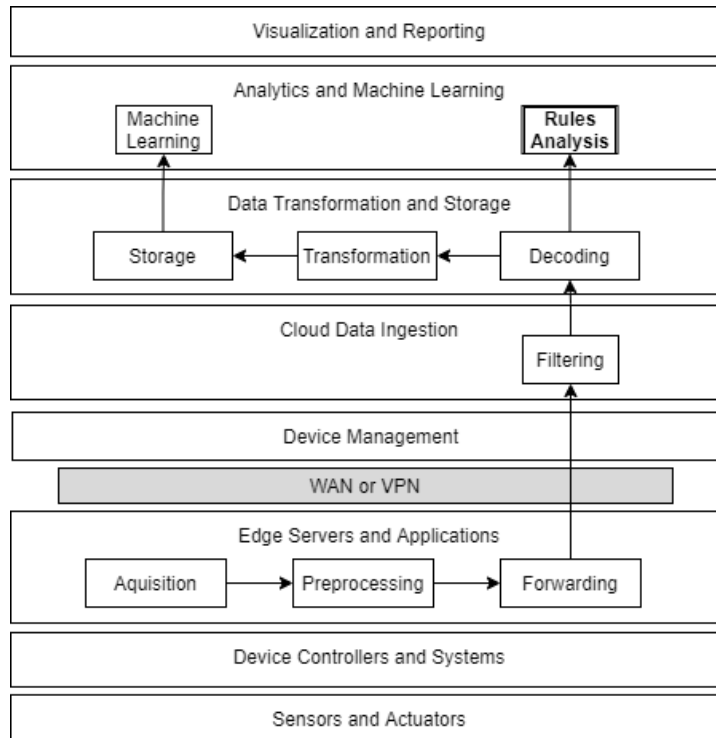 Visualization and Reporting
Analytics and Machine Learning
Machine
Learning
Rules
Analysis
Data Transformation and Storage
Storage
Transformation
Decoding
Cloud Data Ingestion
Filtering
Device Management
WAN or VPN
Edge Servers and Applications
Aquisition
Preprocessing
Forwarding
Device Controllers and Systems
Sensors and Actuators